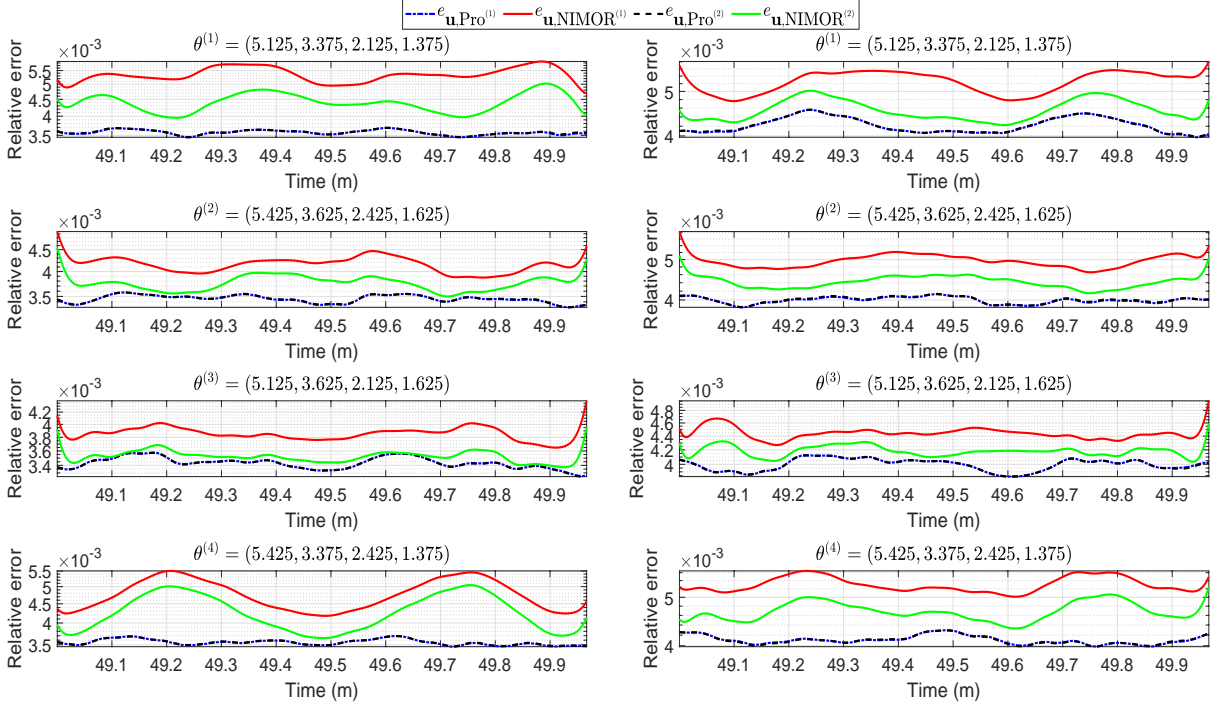 e_{u,Pro^{(1)}} e_{u,NIMOR^{(1)}} e_{u,Pro^{(2)}} e_{u,NIMOR^{(2)}}
×10^{-3} θ^{(1)} = (5.125, 3.375, 2.125, 1.375)
Relative error
5.5
5
4.5
4
3.5
49.1 49.2 49.3 49.4 49.5 49.6 49.7 49.8 49.9
Time (m)
×10^{-3} θ^{(1)} = (5.125, 3.375, 2.125, 1.375)
Relative error
5
4
49.1 49.2 49.3 49.4 49.5 49.6 49.7 49.8 49.9
Time (m)
×10^{-3} θ^{(2)} = (5.425, 3.625, 2.425, 1.625)
Relative error
4.5
4
3.5
49.1 49.2 49.3 49.4 49.5 49.6 49.7 49.8 49.9
Time (m)
×10^{-3} θ^{(2)} = (5.425, 3.625, 2.425, 1.625)
Relative error
5
4
49.1 49.2 49.3 49.4 49.5 49.6 49.7 49.8 49.9
Time (m)
×10^{-3} θ^{(3)} = (5.125, 3.625, 2.125, 1.625)
Relative error
4.2
4
3.8
3.6
3.4
49.1 49.2 49.3 49.4 49.5 49.6 49.7 49.8 49.9
Time (m)
×10^{-3} θ^{(3)} = (5.125, 3.625, 2.125, 1.625)
Relative error
4.8
4.6
4.4
4.2
4
49.1 49.2 49.3 49.4 49.5 49.6 49.7 49.8 49.9
Time (m)
×10^{-3} θ^{(4)} = (5.425, 3.375, 2.425, 1.375)
Relative error
5.5
5
4.5
4
3.5
49.1 49.2 49.3 49.4 49.5 49.6 49.7 49.8 49.9
Time (m)
×10^{-3} θ^{(4)} = (5.425, 3.375, 2.425, 1.375)
Relative error
5
4
49.1 49.2 49.3 49.4 49.5 49.6 49.7 49.8 49.9
Time (m)